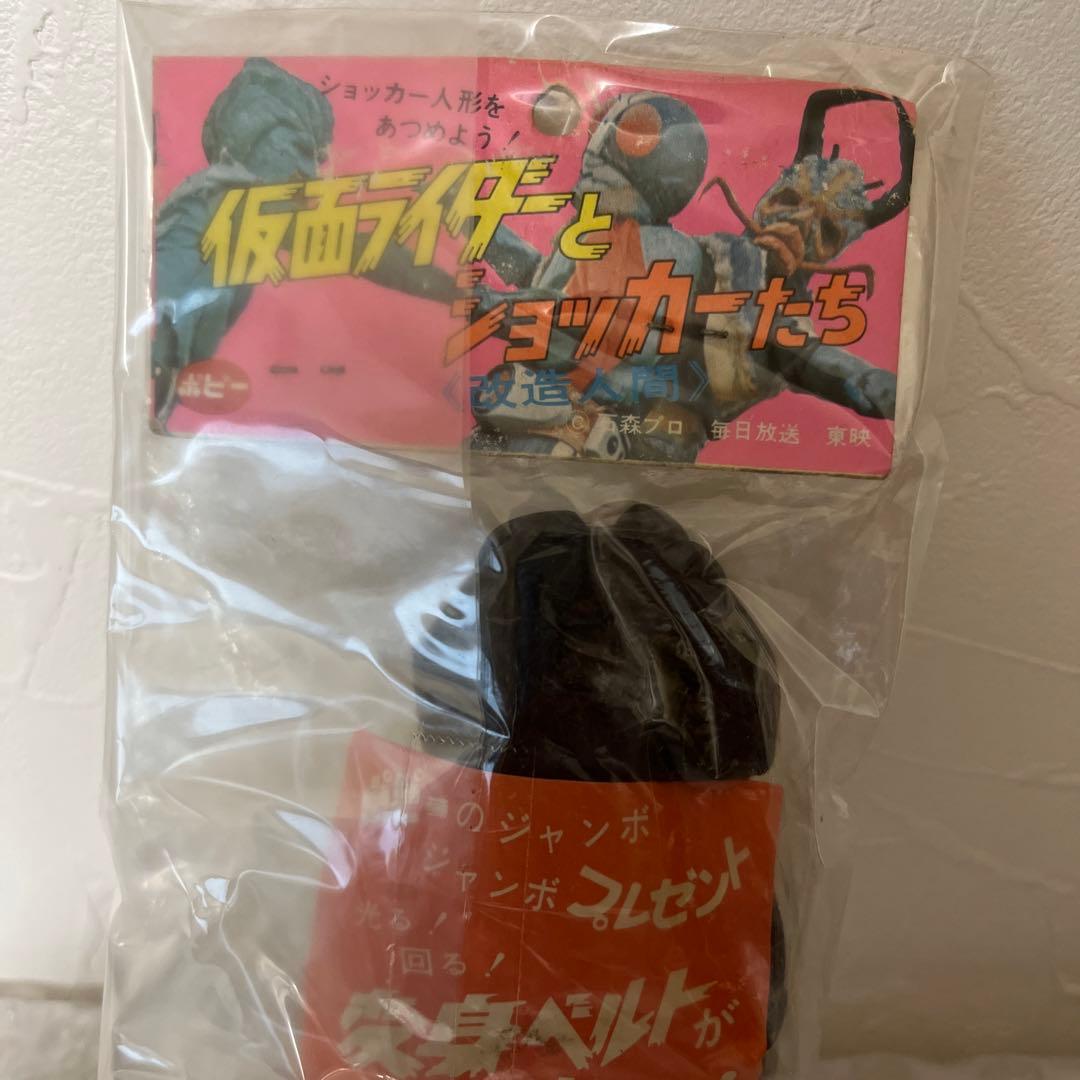 ショッカー人形を
あつめよう!
仮面ライダーと
ショッカーたち
《改造人間》
ポピー
©石森プロ 毎日放送 東映
のジャンボ
ジャンボプレゼント
光る!
回る!
変身ベルトが